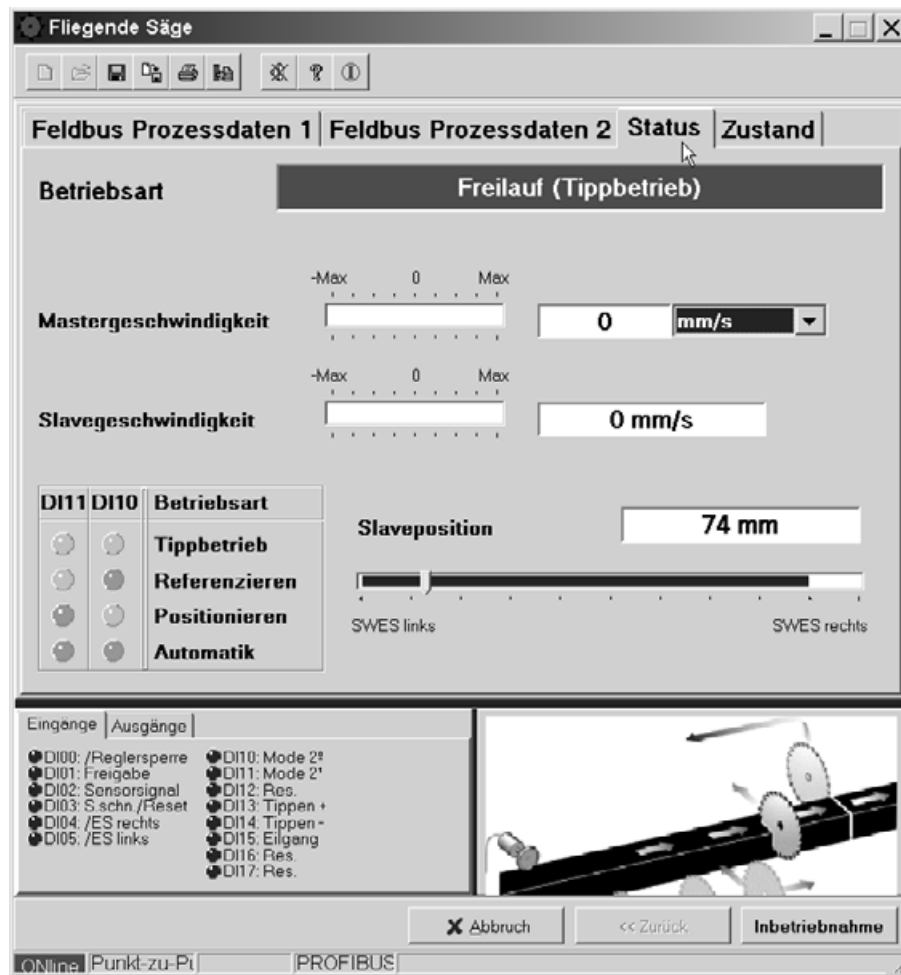 Fliegende Säge
Feldbus Prozessdaten 1 Feldbus Prozessdaten 2 Status Zustand
Betriebsart Freilauf (Tippbetrieb)
-Max 0 Max
Mastergeschwindigkeit 0 mm/s
-Max 0 Max
Slavegeschwindigkeit 0 mm/s
DI11 DI10 Betriebsart
Tippbetrieb
Referenzieren
Positionieren
Automatik
Slaveposition 74 mm
SWES links SWES rechts
Eingänge Ausgänge
DI00: /Reglersperre
DI01: Freigabe
DI02: Sensorsignal
DI03: S.schn./Reset
DI04: /ES rechts
DI05: /ES links
DI10: Mode 2⁰
DI11: Mode 2¹
DI12: Res.
DI13: Tippen +
DI14: Tippen -
DI15: Eilgang
DI16: Res.
DI17: Res.
Abbruch << Zurück Inbetriebnahme
ONline Punkt-zu-Pu PROFIBUS